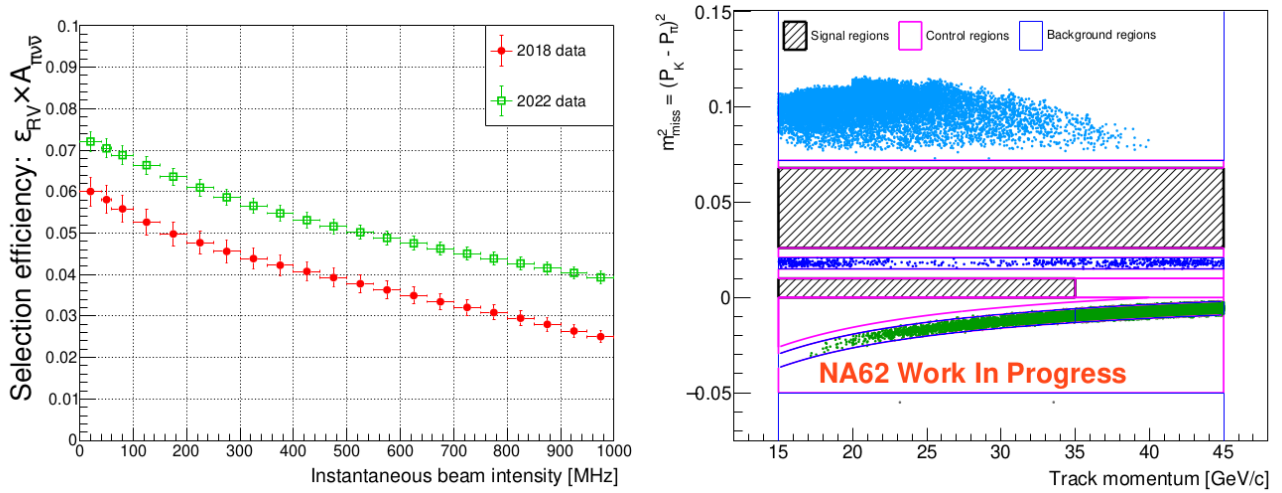 Selection efficiency: ε_RV×A_πνν̄
0.1
0.09
0.08
0.07
0.06
0.05
0.04
0.03
0.02
0.01
0
2018 data
2022 data
0 100 200 300 400 500 600 700 800 900 1000
Instantaneous beam intensity [MHz]
m²_miss = (P_K - P_π)²
0.15
0.1
0.05
0
−0.05
Signal regions
Control regions
Background regions
NA62 Work In Progress
15 20 25 30 35 40 45
Track momentum [GeV/c]